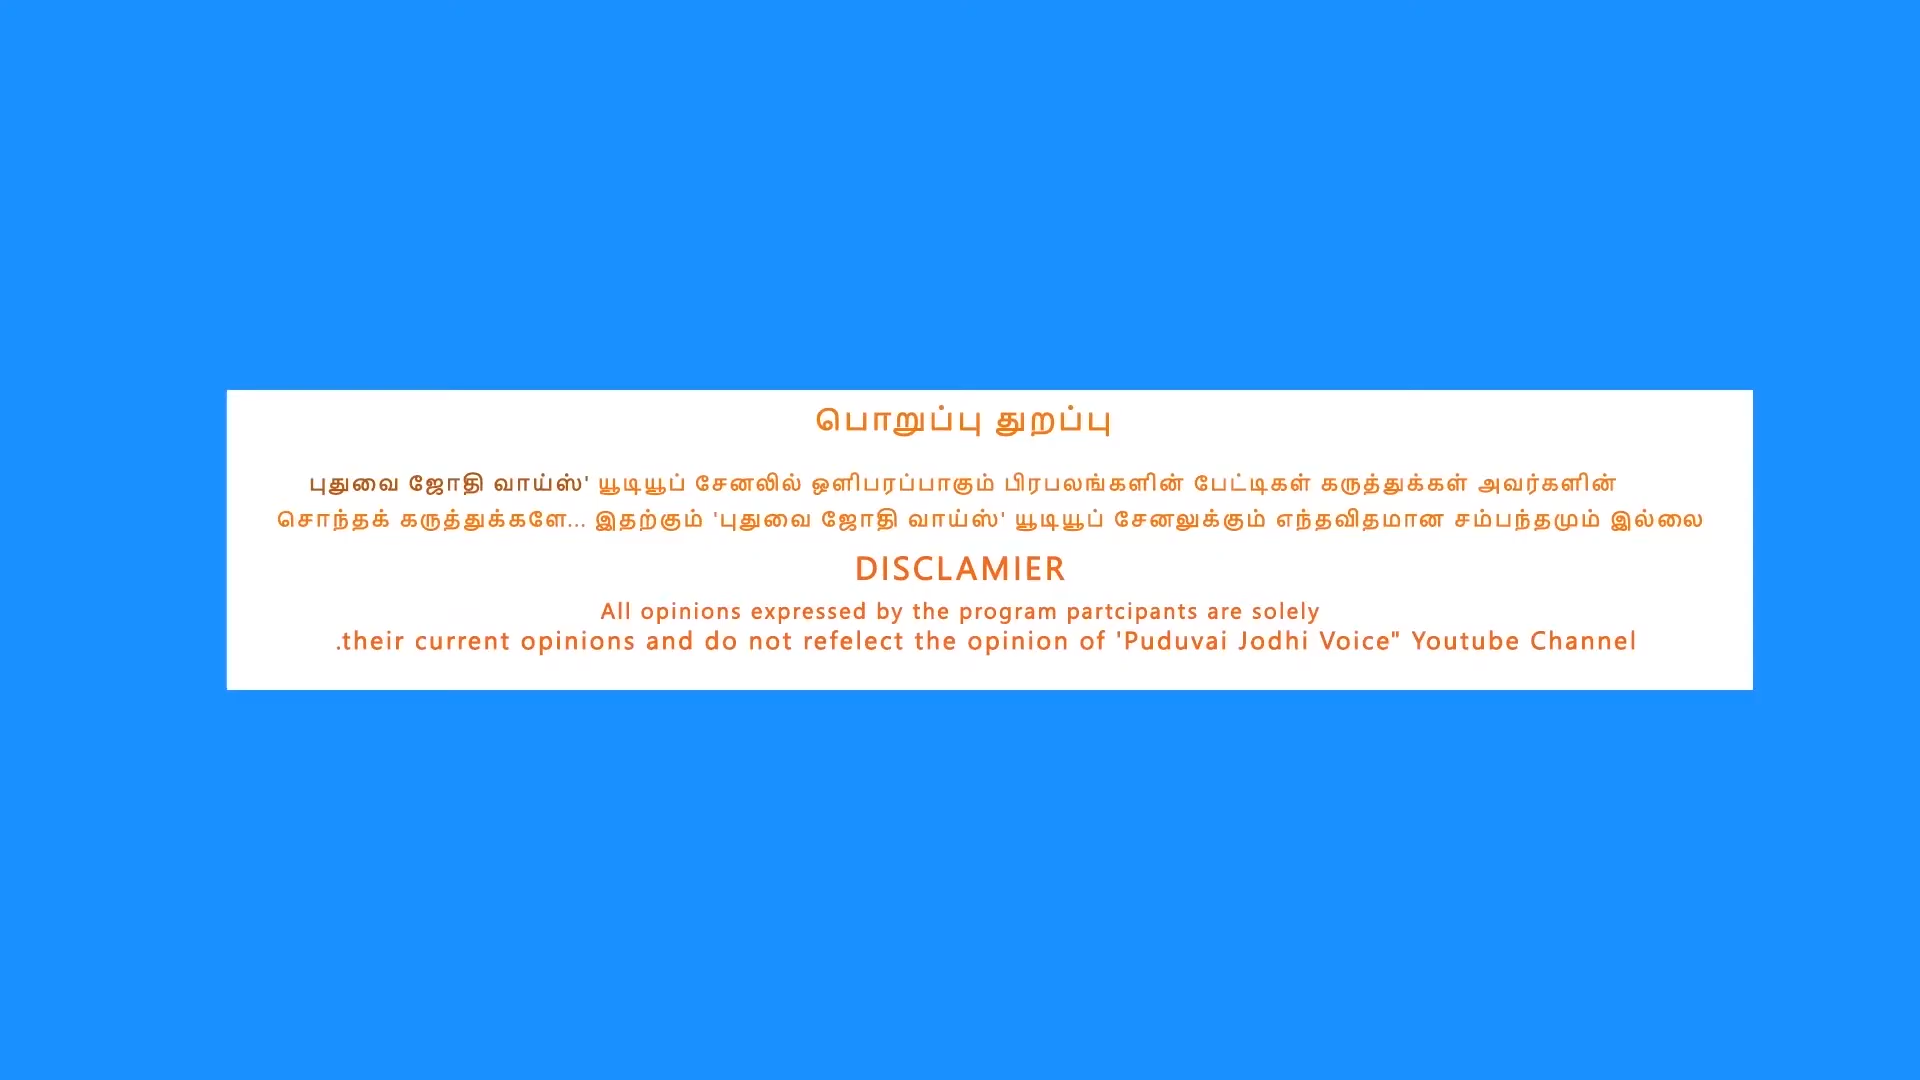 பொறுப்பு துறப்பு
புதுவை ஜோதி வாய்ஸ்' யூடியூப் சேனலில் ஒளிபரப்பாகும் பிரபலங்களின் பேட்டிகள் கருத்துக்கள் அவர்களின்
சொந்தக் கருத்துக்களே... இதற்கும் 'புதுவை ஜோதி வாய்ஸ்' யூடியூப் சேனலுக்கும் எந்தவிதமான சம்பந்தமும் இல்லை
DISCLAMIER
All opinions expressed by the program partcipants are solely
.their current opinions and do not refelect the opinion of 'Puduvai Jodhi Voice" Youtube Channel